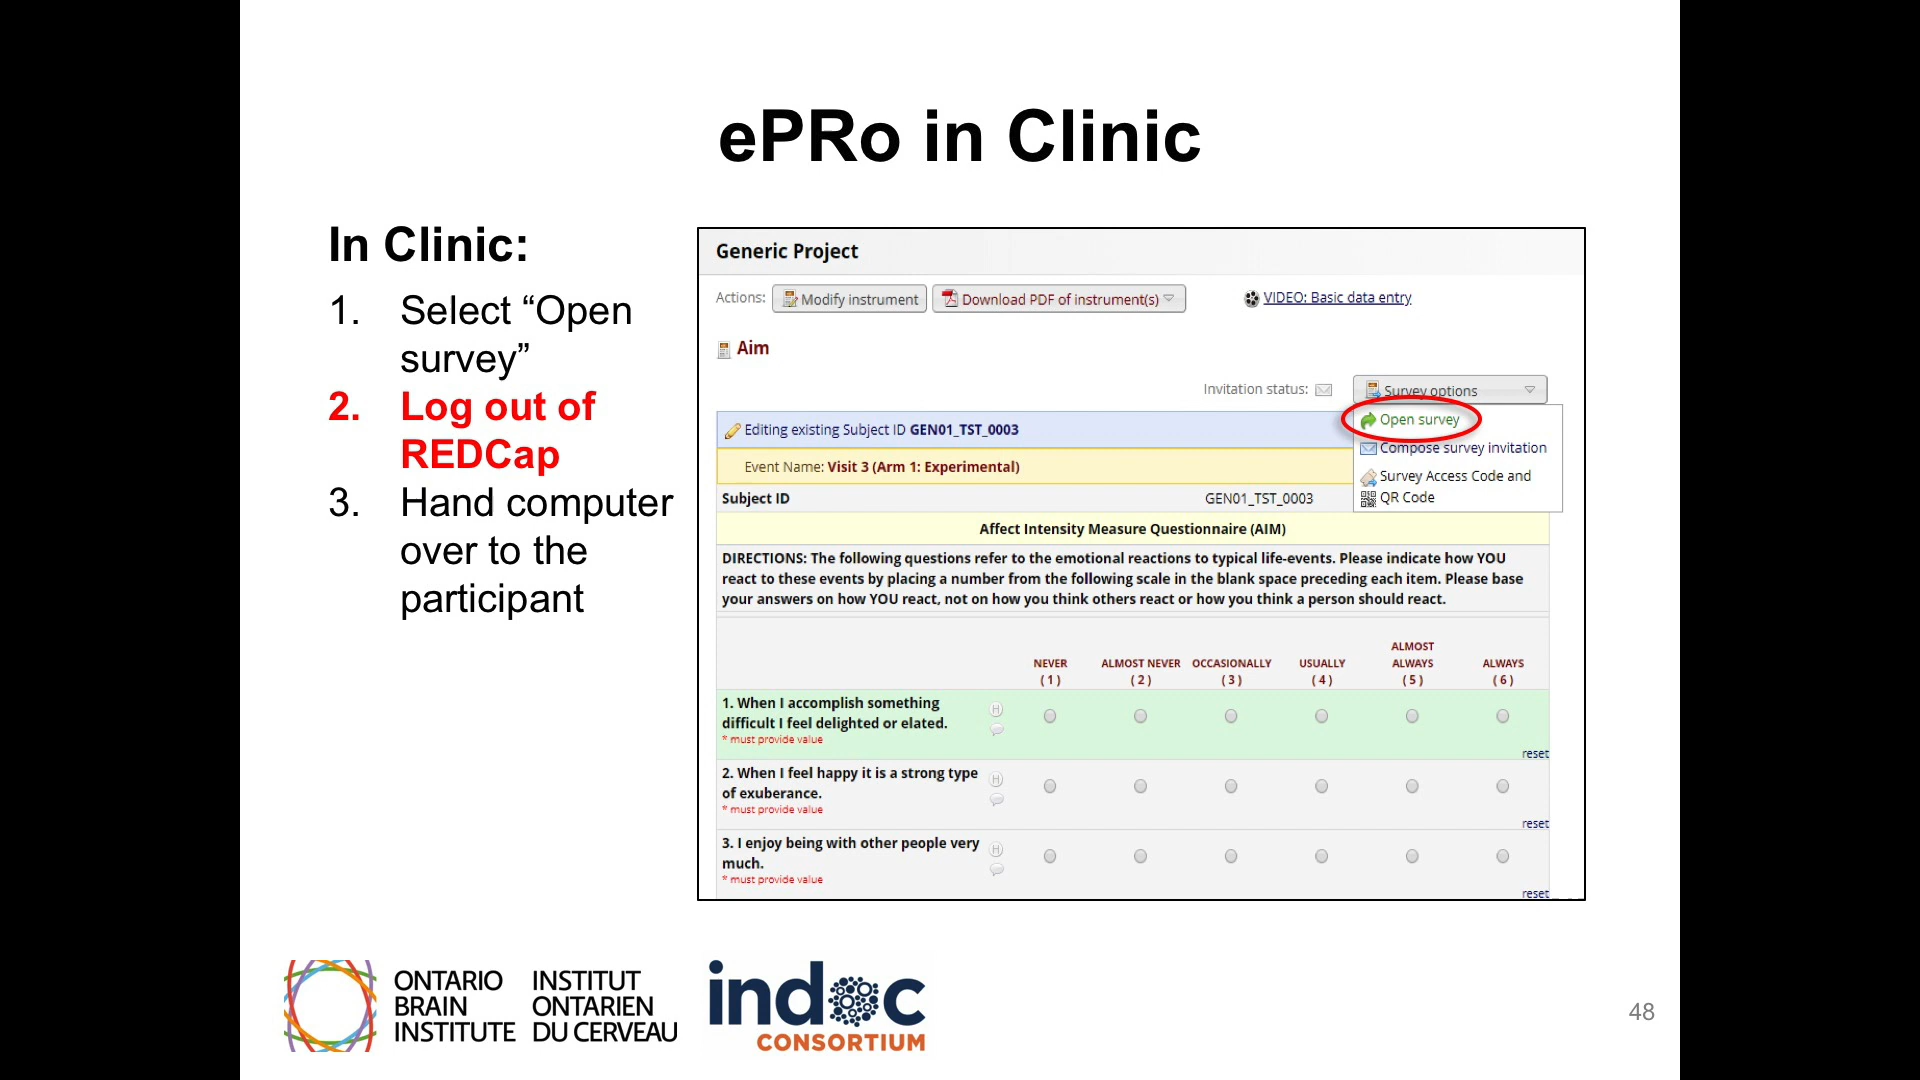 ePRo in Clinic
In Clinic:
1. Select “Open
survey”
2. Log out of
REDCap
3. Hand computer
over to the
participant
Generic Project
Actions: Modify instrument Download PDF of instrument(s) VIDEO: Basic data entry
Aim
Invitation status: Survey options
Open survey
Compose survey invitation
Survey Access Code and
QR Code
Editing existing Subject ID GEN01_TST_0003
Event Name: Visit 3 (Arm 1: Experimental)
Subject ID GEN01_TST_0003
Affect Intensity Measure Questionnaire (AIM)
DIRECTIONS: The following questions refer to the emotional reactions to typical life-events. Please indicate how YOU
react to these events by placing a number from the following scale in the blank space preceding each item. Please base
your answers on how YOU react, not on how you think others react or how you think a person should react.
ALMOST
NEVER ALMOST NEVER OCCASIONALLY USUALLY ALWAYS ALWAYS
(1) (2) (3) (4) (5) (6)
1. When I accomplish something
difficult I feel delighted or elated.
* must provide value
H
reset
2. When I feel happy it is a strong type
of exuberance.
* must provide value
H
reset
3. I enjoy being with other people very
much.
* must provide value
H
reset
ONTARIO
BRAIN
INSTITUTE
INSTITUT
ONTARIEN
DU CERVEAU
indoc
CONSORTIUM
48